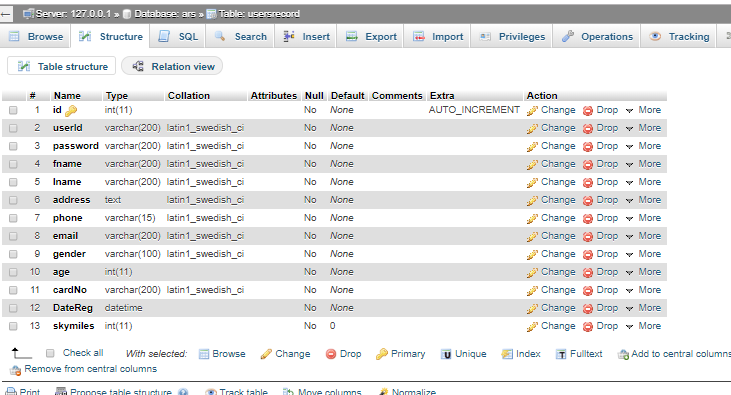 Server: 127.0.0.1 » Database: ars » Table: usersrecord
Browse Structure SQL Search Insert Export Import Privileges Operations Tracking
Table structure Relation view
# Name Type Collation Attributes Null Default Comments Extra Action
1 id int(11) No None AUTO_INCREMENT Change Drop More
2 userId varchar(200) latin1_swedish_ci No None Change Drop More
3 password varchar(200) latin1_swedish_ci No None Change Drop More
4 fname varchar(200) latin1_swedish_ci No None Change Drop More
5 lname varchar(200) latin1_swedish_ci No None Change Drop More
6 address text latin1_swedish_ci No None Change Drop More
7 phone varchar(15) latin1_swedish_ci No None Change Drop More
8 email varchar(200) latin1_swedish_ci No None Change Drop More
9 gender varchar(100) latin1_swedish_ci No None Change Drop More
10 age int(11) No None Change Drop More
11 cardNo varchar(200) latin1_swedish_ci No None Change Drop More
12 DateReg datetime No None Change Drop More
13 skymiles int(11) No 0 Change Drop More
Check all With selected: Browse Change Drop Primary Unique Index Fulltext Add to central columns
Remove from central columns
Print Propose table structure Track table Move columns Normalize